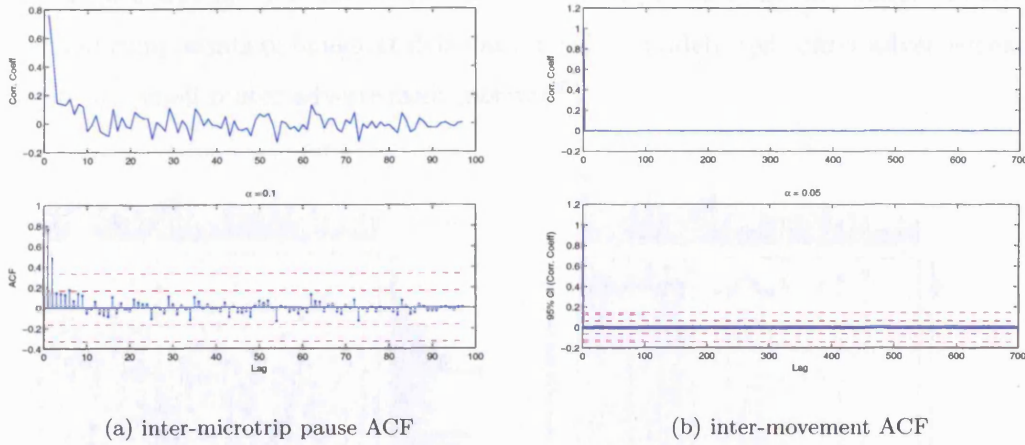 0.8
0.6
0.4
0.2
0
−0.2
Corr. Coeff
0 10 20 30 40 50 60 70 80 90 100
1.2
1
0.8
0.6
0.4
0.2
0
−0.2
Corr. Coeff
0 100 200 300 400 500 600 700
α =0.1
1
0.8
0.6
0.4
0.2
0
−0.2
−0.4
ACF
0 10 20 30 40 50 60 70 80 90 100
Lag
α = 0.05
1.2
1
0.8
0.6
0.4
0.2
0
−0.2
95% CI (Corr. Coeff)
0 100 200 300 400 500 600 700
Lag
(a) inter-microtrip pause ACF
(b) inter-movement ACF